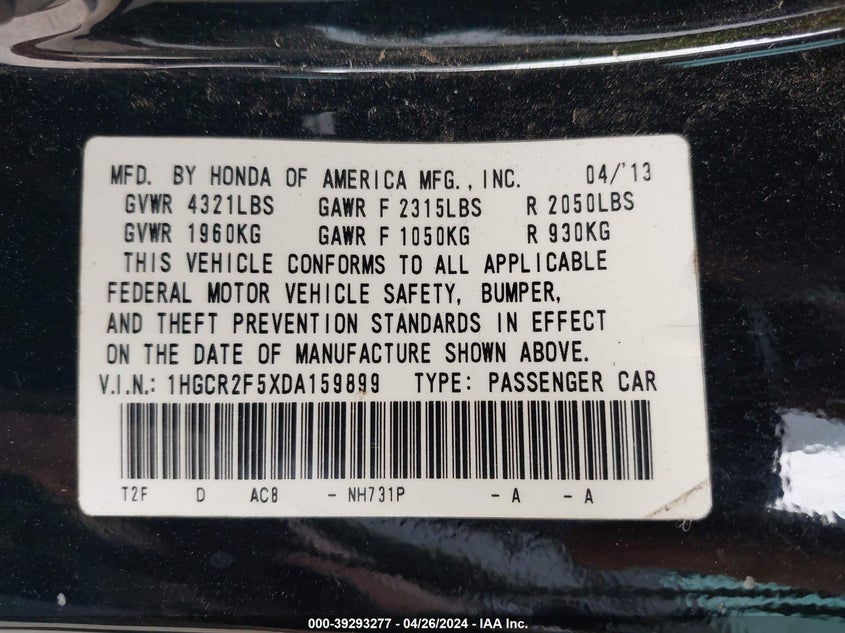 MFD. BY HONDA OF AMERICA MFG., INC. 04/'13
GVWR 4321LBS GAWR F 2315LBS R 2050LBS
GVWR 1960KG GAWR F 1050KG R 930KG
THIS VEHICLE CONFORMS TO ALL APPLICABLE
FEDERAL MOTOR VEHICLE SAFETY, BUMPER,
AND THEFT PREVENTION STANDARDS IN EFFECT
ON THE DATE OF MANUFACTURE SHOWN ABOVE.
V.I.N.: 1HGCR2F5XDA159899 TYPE: PASSENGER CAR
T2F D AC8 - NH731P - A - A
000-39293277 - 04/26/2024 - IAA Inc.